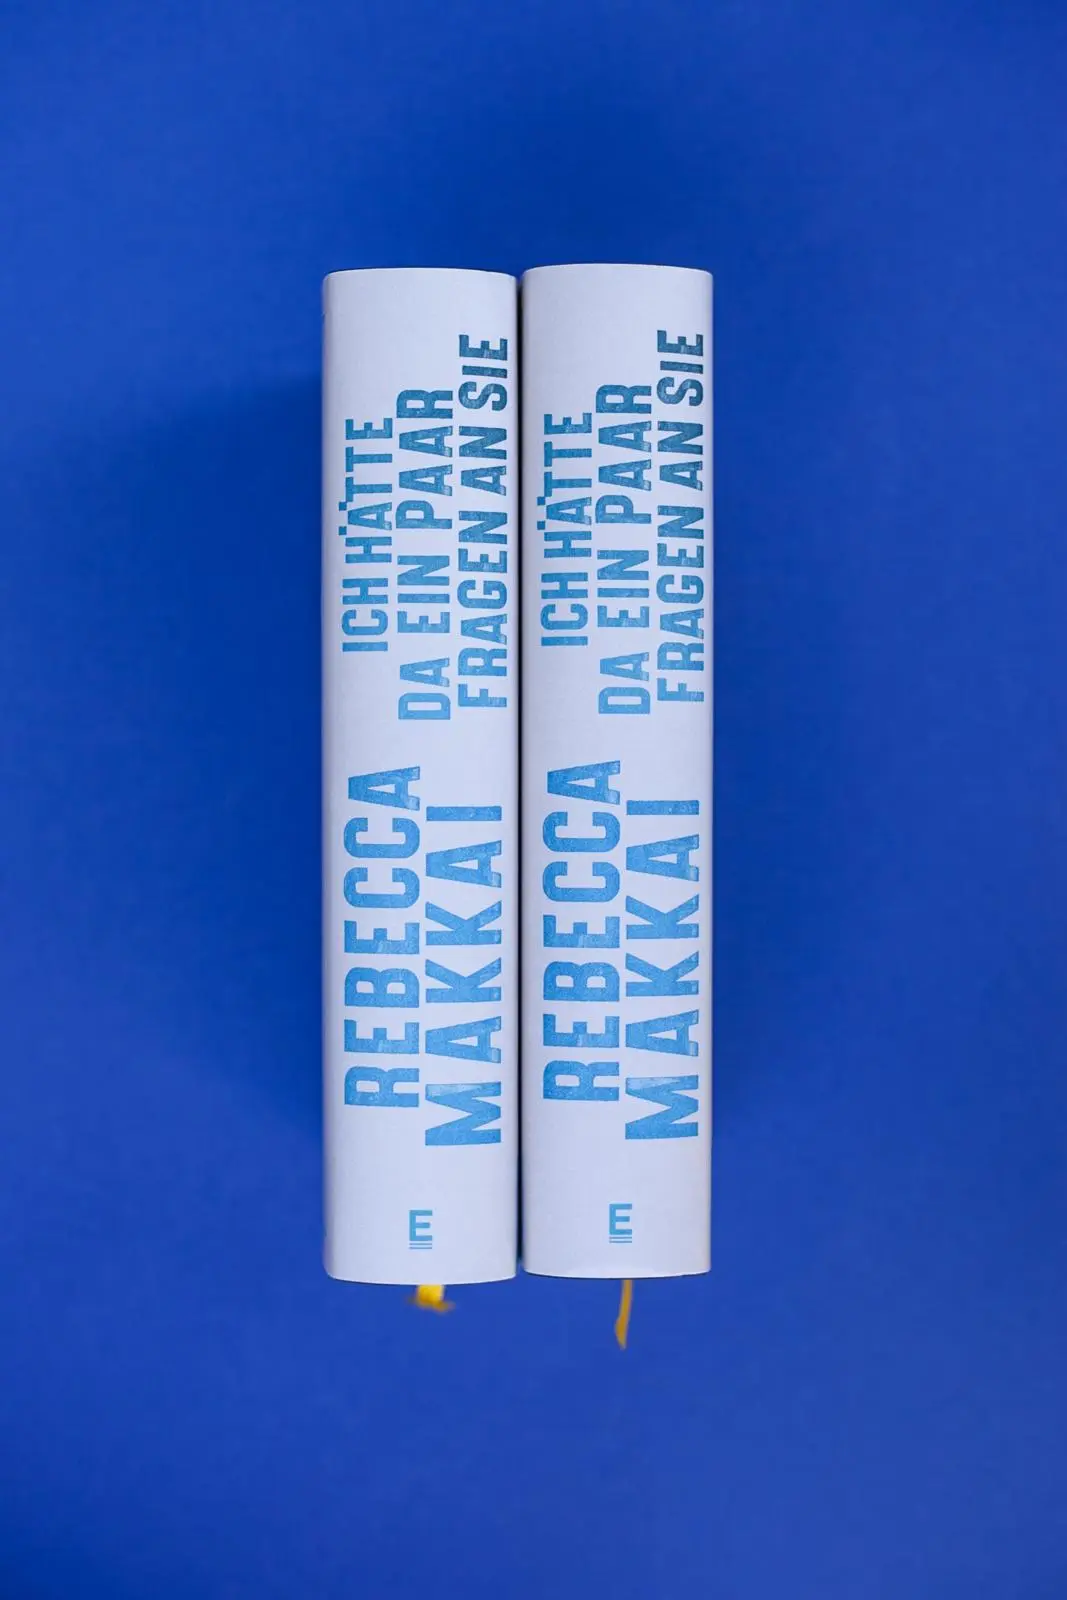 REBECCA
MAKKAI
ICH HÄTTE
DA EIN PAAR
FRAGEN AN SIE
E
REBECCA
MAKKAI
ICH HÄTTE
DA EIN PAAR
FRAGEN AN SIE
E